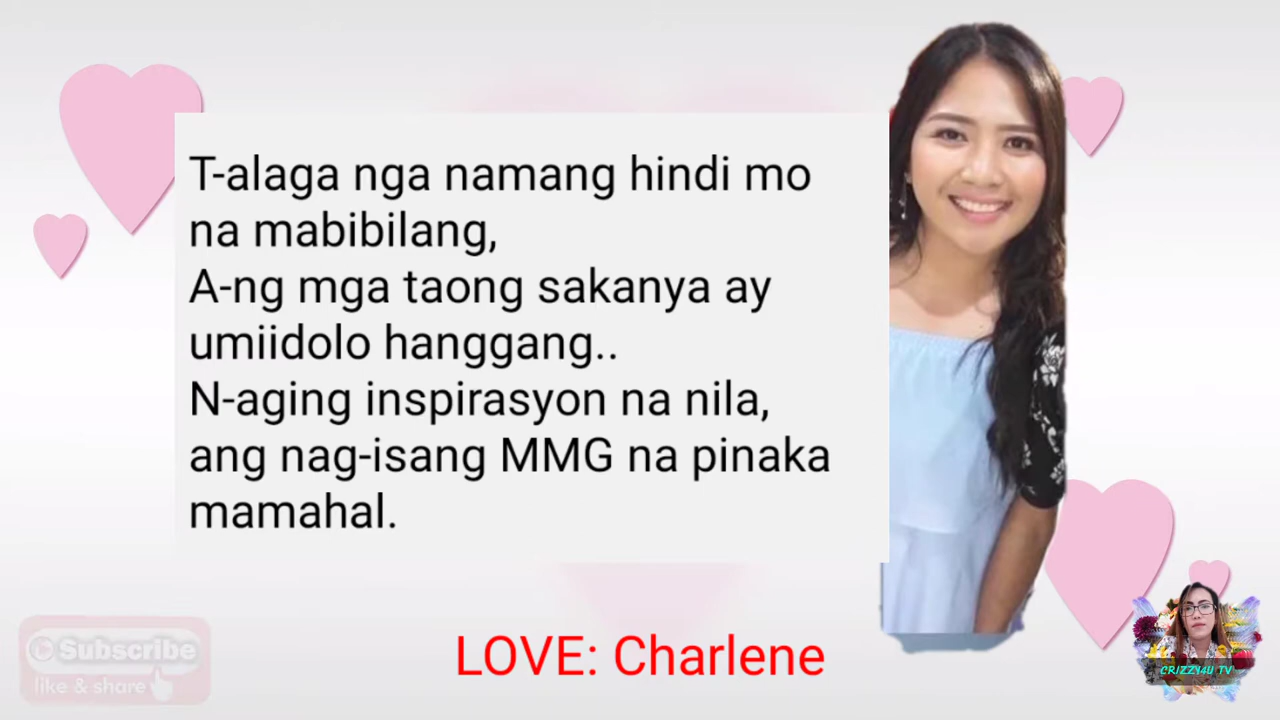 T-alaga nga namang hindi mo
na mabibilang,
A-ng mga taong sakanya ay
umiidolo hanggang..
N-aging inspirasyon na nila,
ang nag-isang MMG na pinaka
mamahal.
LOVE: Charlene
Subscribe
like & share
CRIZZY4U TV